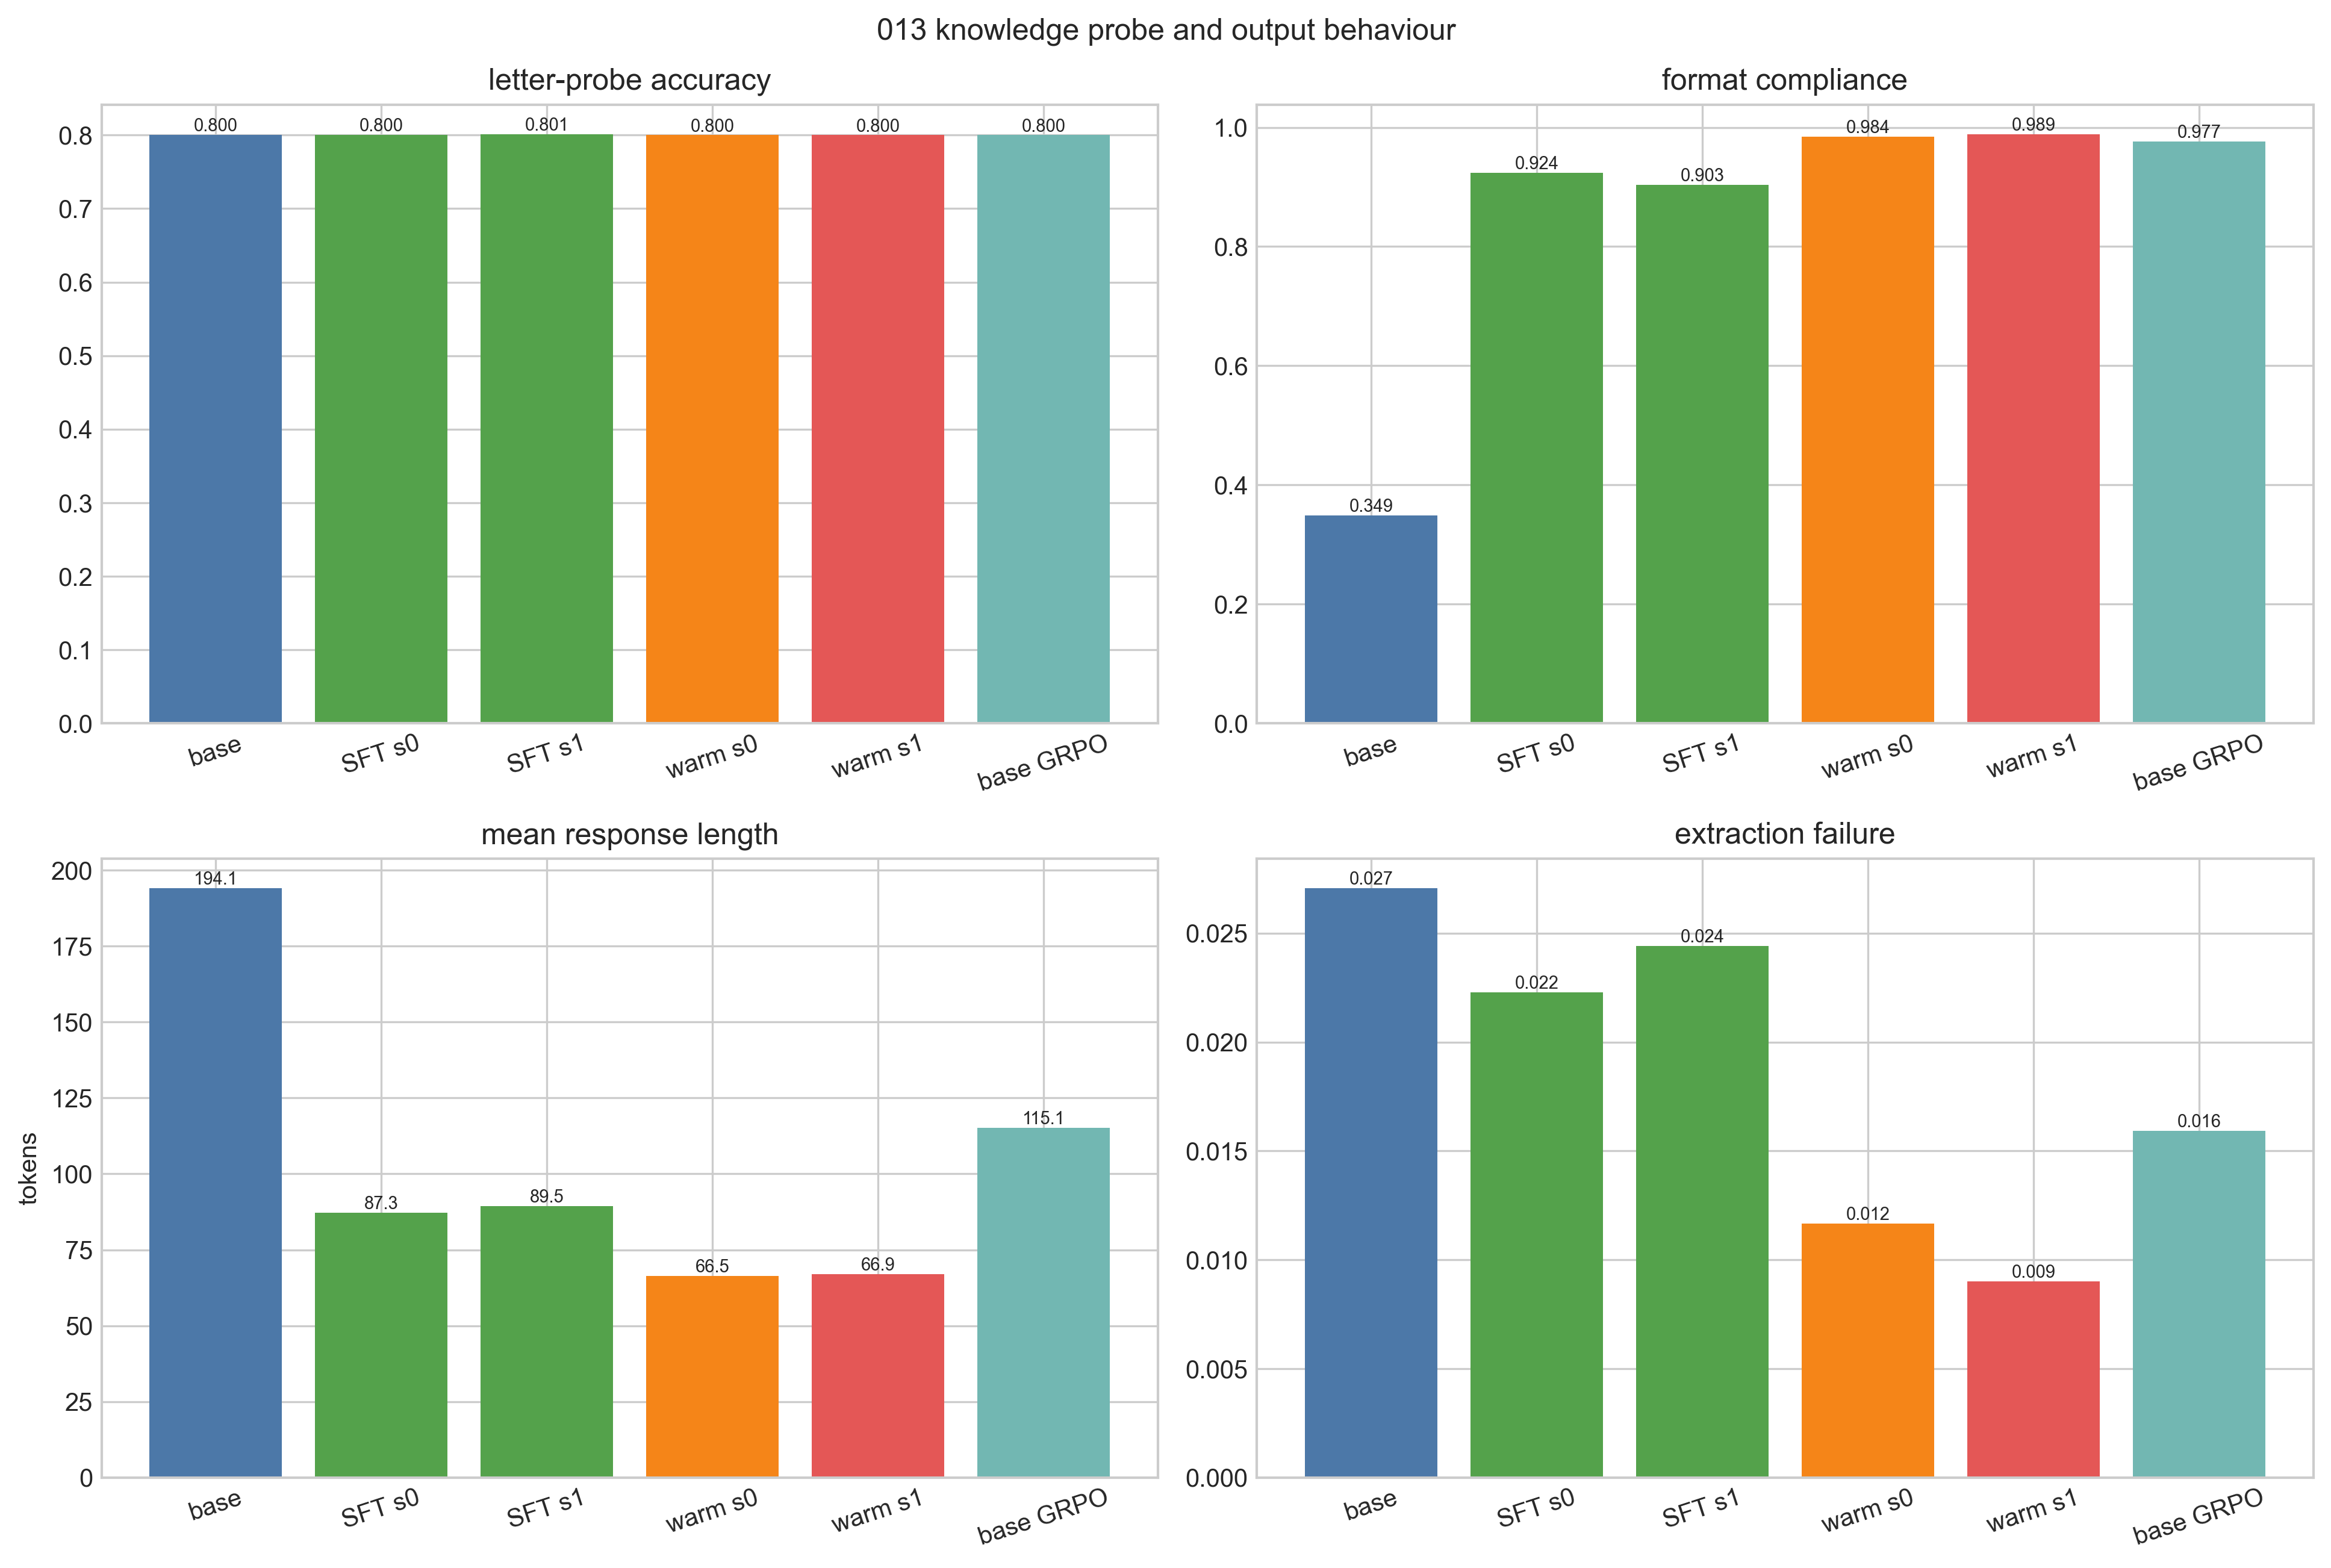 013 knowledge probe and output behaviour
letter-probe accuracy
0.8
0.7
0.6
0.5
0.4
0.3
0.2
0.1
0.0
0.800
0.800
0.801
0.800
0.800
0.800
base
SFT s0
SFT s1
warm s0
warm s1
base GRPO
format compliance
1.0
0.8
0.6
0.4
0.2
0.0
0.349
0.924
0.903
0.984
0.989
0.977
base
SFT s0
SFT s1
warm s0
warm s1
base GRPO
mean response length
tokens
200
175
150
125
100
75
50
25
0
194.1
87.3
89.5
66.5
66.9
115.1
base
SFT s0
SFT s1
warm s0
warm s1
base GRPO
extraction failure
0.025
0.020
0.015
0.010
0.005
0.000
0.027
0.022
0.024
0.012
0.009
0.016
base
SFT s0
SFT s1
warm s0
warm s1
base GRPO